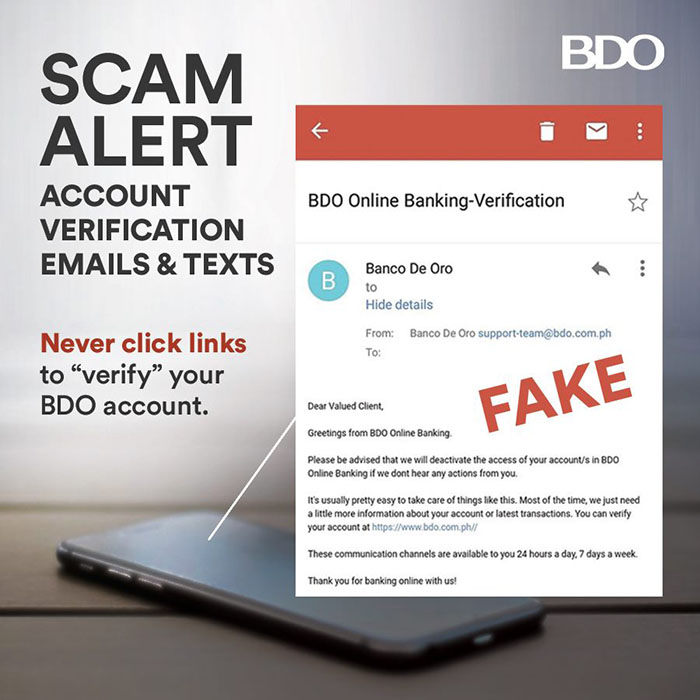 BDO
SCAM
ALERT
ACCOUNT
VERIFICATION
EMAILS & TEXTS
Never click links
to “verify” your
BDO account.
BDO Online Banking-Verification
B
Banco De Oro
to
Hide details
From: Banco De Oro support-team@bdo.com.ph
To:
FAKE
Dear Valued Client,
Greetings from BDO Online Banking.
Please be advised that we will deactivate the access of your account/s in BDO
Online Banking if we dont hear any actions from you.
It's usually pretty easy to take care of things like this. Most of the time, we just need
a little more information about your account or latest transactions. You can verify
your account at https://www.bdo.com.ph//
These communication channels are available to you 24 hours a day, 7 days a week.
Thank you for banking online with us!